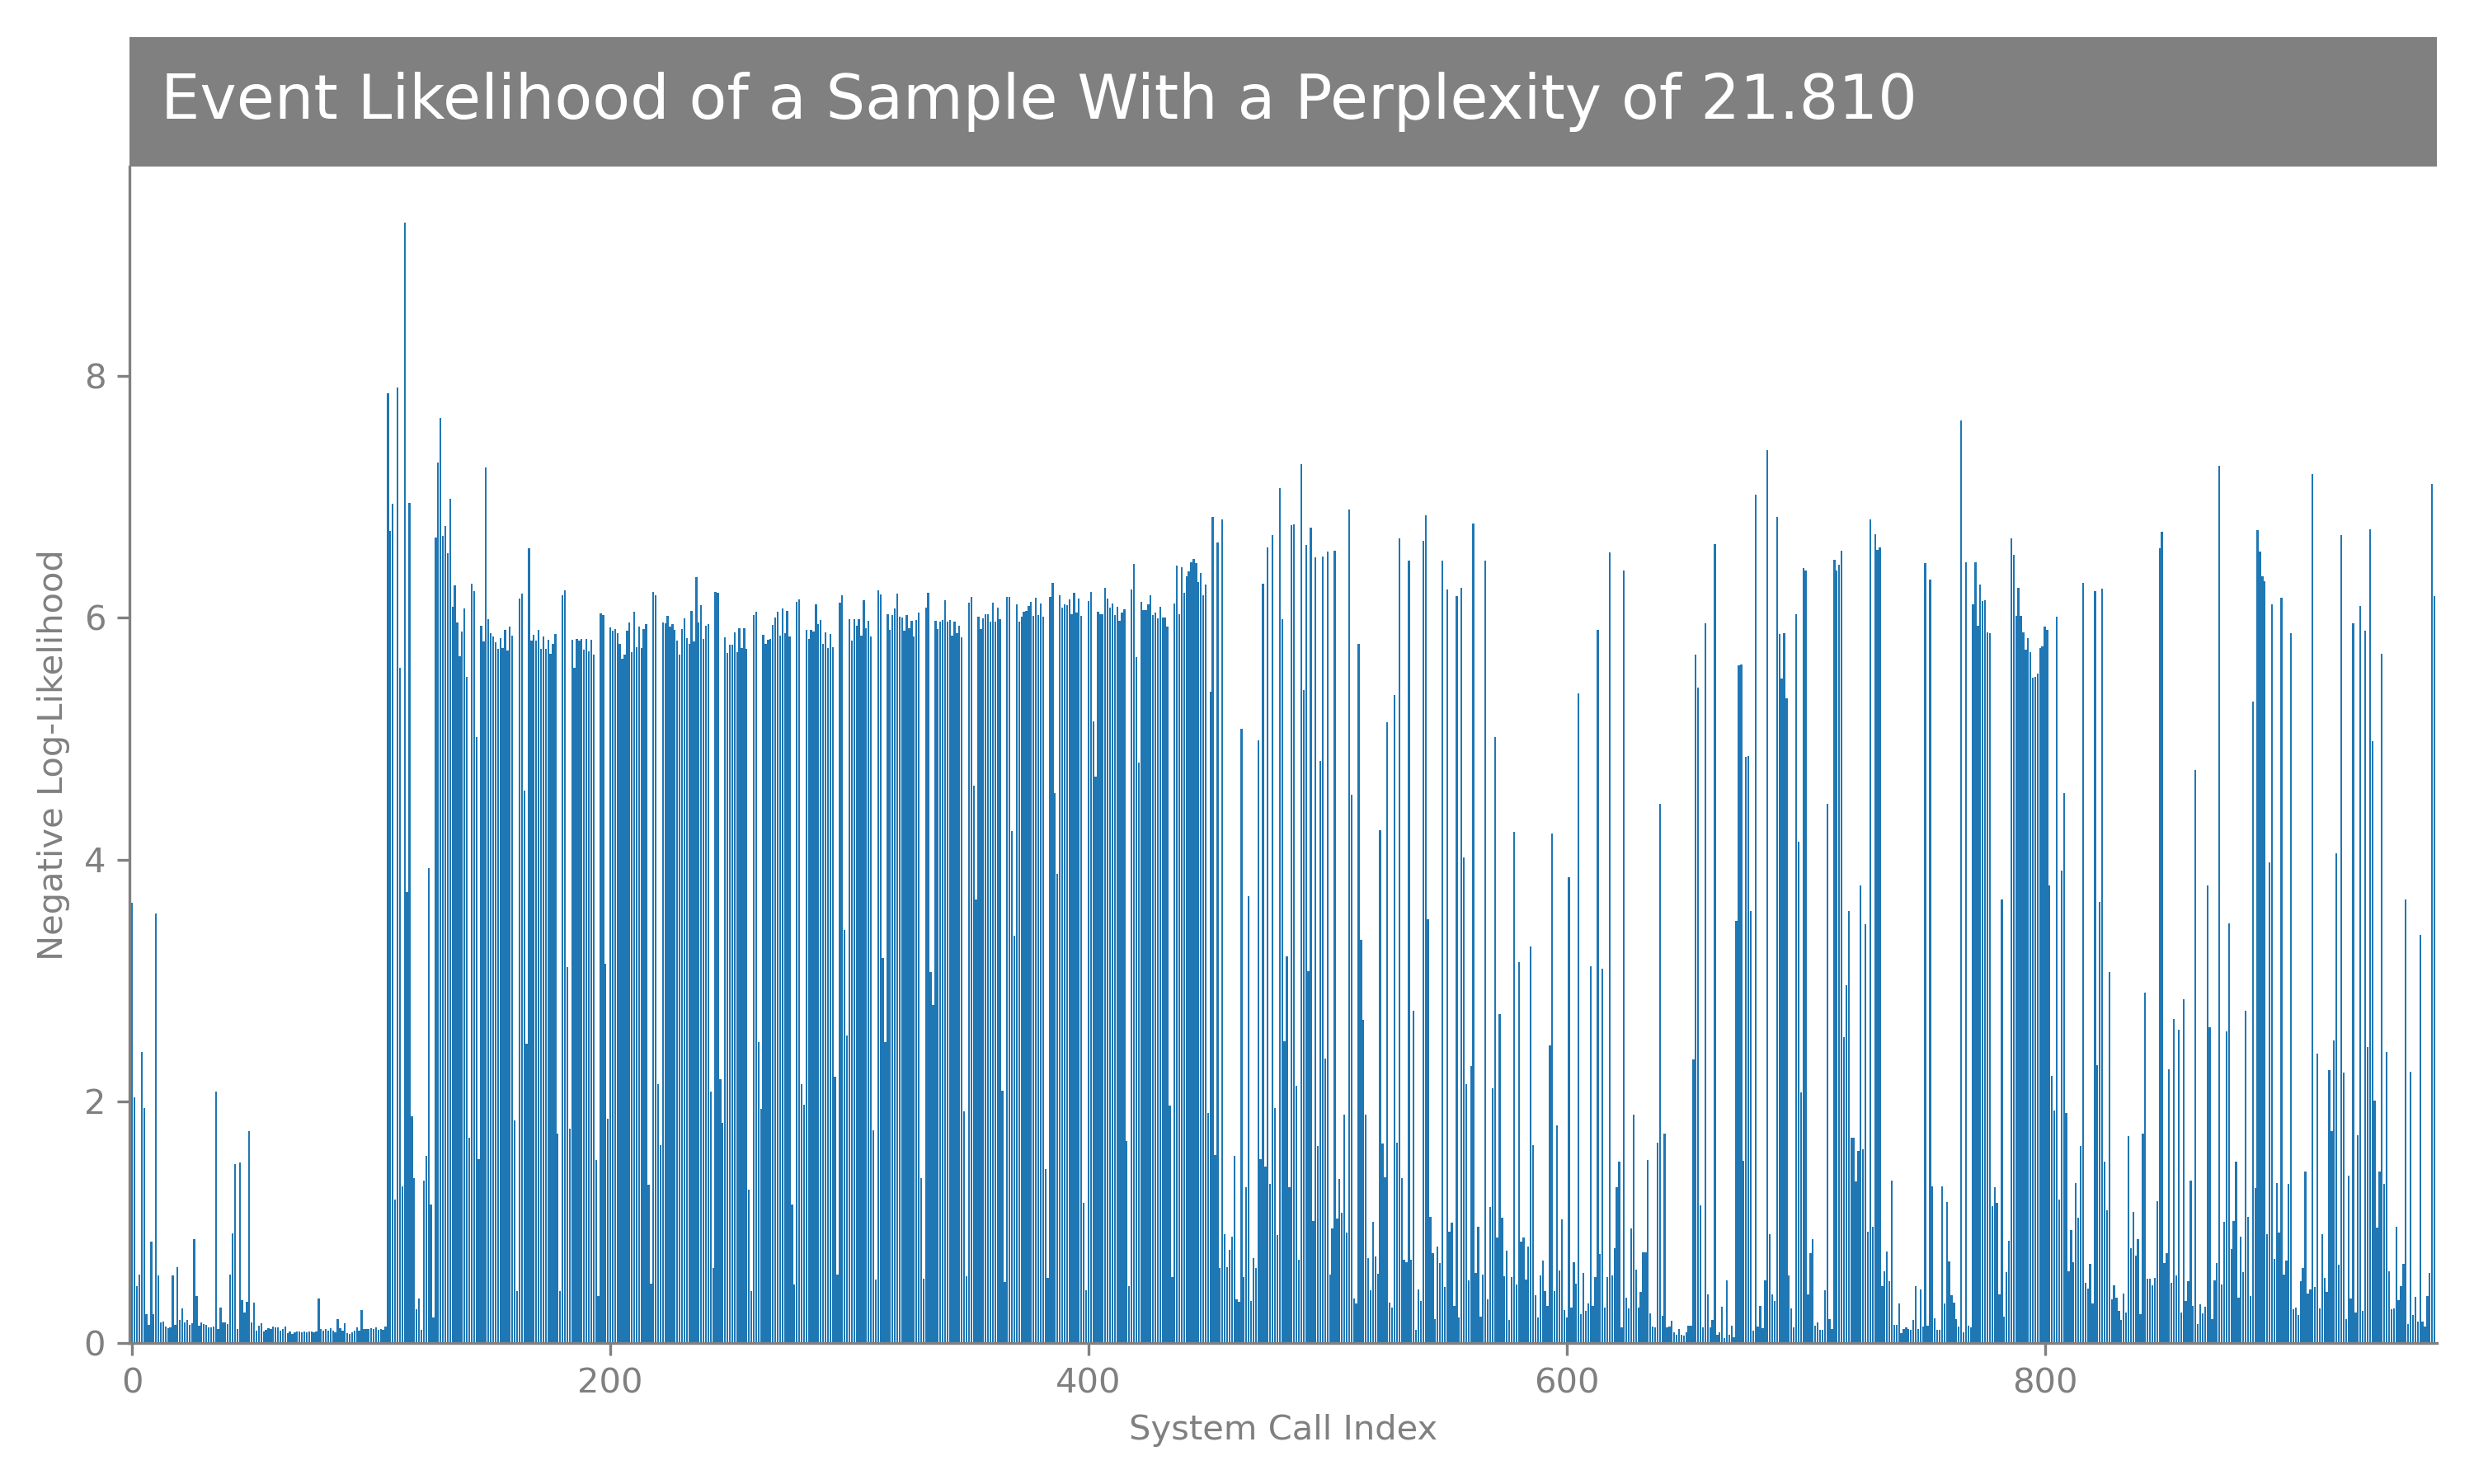 Event Likelihood of a Sample With a Perplexity of 21.810
8
6
4
2
0
Negative Log-Likelihood
0 200 400 600 800
System Call Index